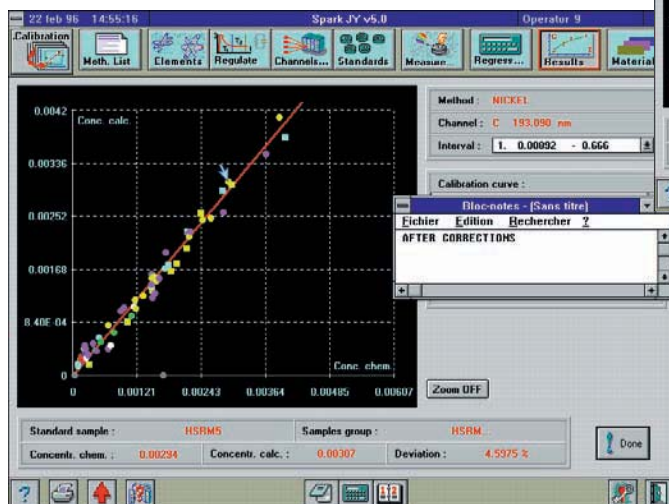 22 feb 96 14:55:16 Spark JY v5.0 Operator 9
Calibration
Meth. List
Elements
Regulate
Channels...
Standards
Measure...
Regress...
Results
Material
0.0042
Conc. calc.
0.00336
0.00252
0.00168
8.40E-04
0
Conc. chem.
0 0.00121 0.00243 0.00364 0.00485 0.00607
Method : NICKEL
Channel : C 193.090 nm
Interval : 1. 0.00092 - 0.666
Calibration curve :
Bloc-notes - (Sans titre)
Fichier Edition Rechercher ?
AFTER CORRECTIONS
Zoom OFF
Standard sample : HSRM5 Samples group : HSRM...
Concentr. chem. : 0.00294 Concentr. calc. : 0.00307 Deviation : 4.5975 %
Done
?
1 2